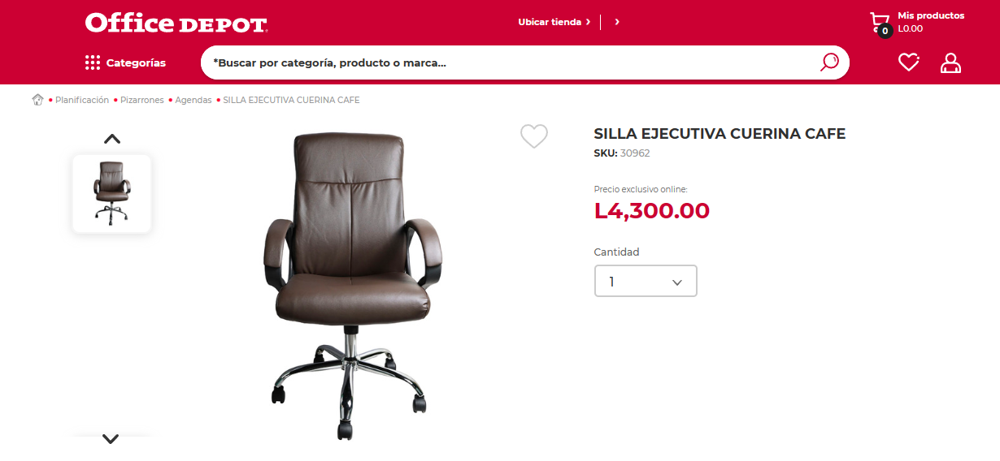 Office DEPOT
Ubicar tienda
Mis productos
L0.00
0
Categorías
*Buscar por categoría, producto o marca...
Planificación • Pizarrones • Agendas • SILLA EJECUTIVA CUERINA CAFE
SILLA EJECUTIVA CUERINA CAFE
SKU: 30962
Precio exclusivo online:
L4,300.00
Cantidad
1